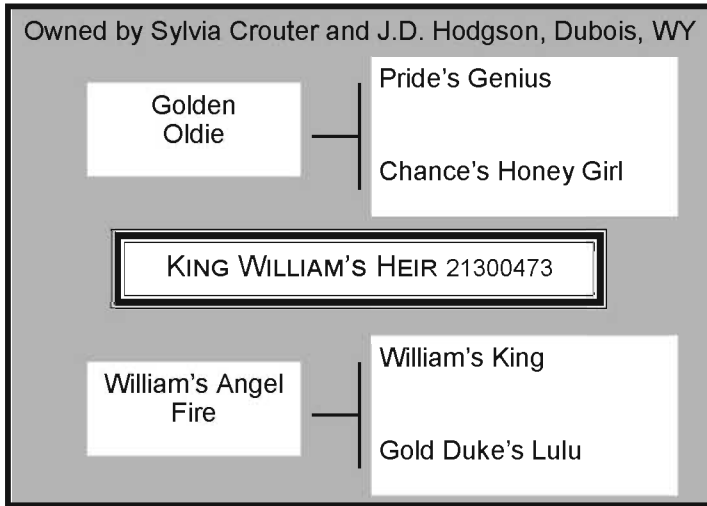 Owned by Sylvia Crouter and J.D. Hodgson, Dubois, WY
Golden
Oldie
Pride's Genius
Chance's Honey Girl
KING WILLIAM'S HEIR 21300473
William's Angel
Fire
William's King
Gold Duke's Lulu